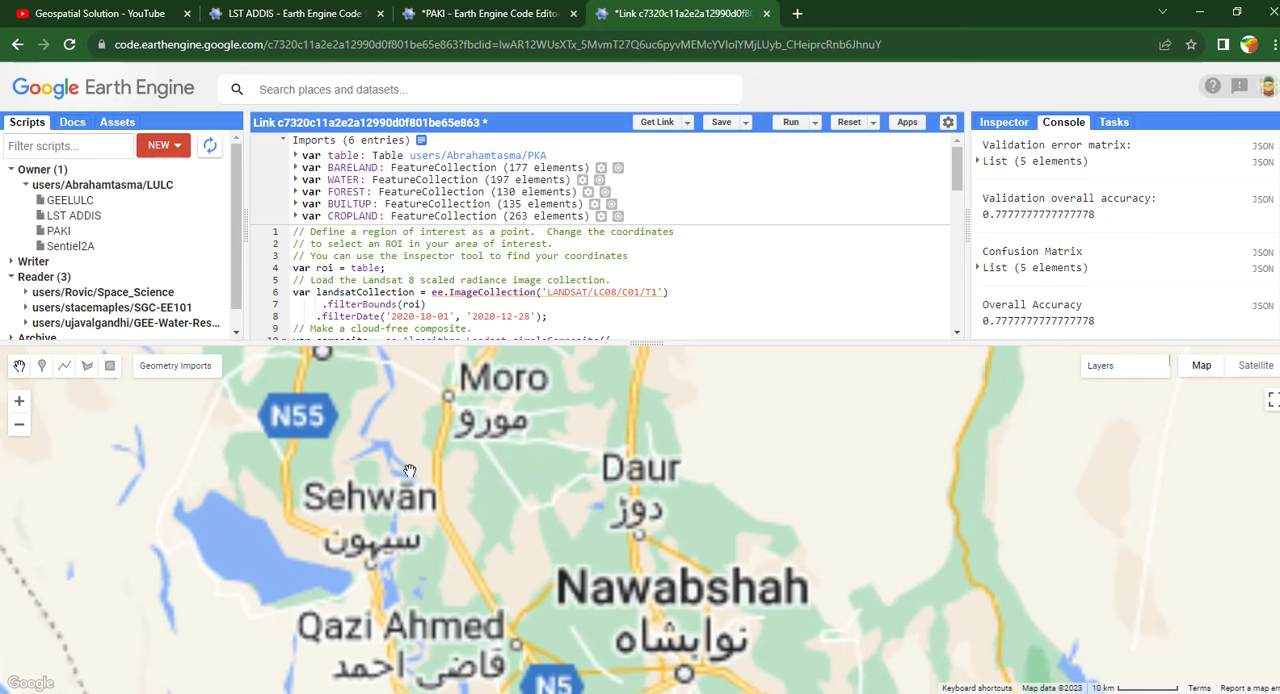 Geospatial Solution - YouTube
LST ADDIS - Earth Engine Code
*PAKI - Earth Engine Code Editor
*Link c7320c11a2e2a12990d0f
code.earthengine.google.com/c7320c11a2e2a12990d0f801be65e863?fbclid=
Google Earth Engine
Search places and datasets...
Scripts Docs Assets
Filter scripts... NEW
Owner (1)
users/Abrahamtasma/LULC
GEELULC
LST ADDIS
PAKI
Sentiel2A
Writer
Reader (3)
users/Rovic/Space_Science
users/stacemaples/SGC-EE101
users/ujavalgandhi/GEE-Water-Res...
Archive
Link c7320c11a2e2a12990d0f801be65e863 *
Get Link Save Run Reset Apps
Imports (6 entries)
var table: Table users/Abrahamtasma/PKA
var BARELAND: FeatureCollection (177 elements)
var WATER: FeatureCollection (197 elements)
var FOREST: FeatureCollection (130 elements)
var BUILTUP: FeatureCollection (135 elements)
var CROPLAND: FeatureCollection (263 elements)
1 // Define a region of interest as a point.  Change the coordinates
2 // to select an ROI in your area of interest.
3 // You can use the inspector tool to find your coordinates
4 var roi = table;
5 // Load the Landsat 8 scaled radiance image collection.
6 var landsatCollection = ee.ImageCollection('LANDSAT/LC08/C01/T1')
7 .filterBounds(roi)
8 .filterDate('2020-10-01', '2020-12-28');
9 // Make a cloud-free composite.
Inspector Console Tasks
Validation error matrix: JSON
List (5 elements) JSON
Validation overall accuracy: JSON
0.7777777777777778
Confusion Matrix JSON
List (5 elements) JSON
Overall Accuracy JSON
0.7777777777777778
Geometry Imports
Layers
Map Satellite
+
−
Moro
مورو
N55
Daur
دوڑ
Sehwān
سیہون
Nawabshah
نوابشاه
Qazi Ahmed
قاضی احمد
N5
Google
Keyboard shortcuts Map data ©2023 10 km Terms Report a map e